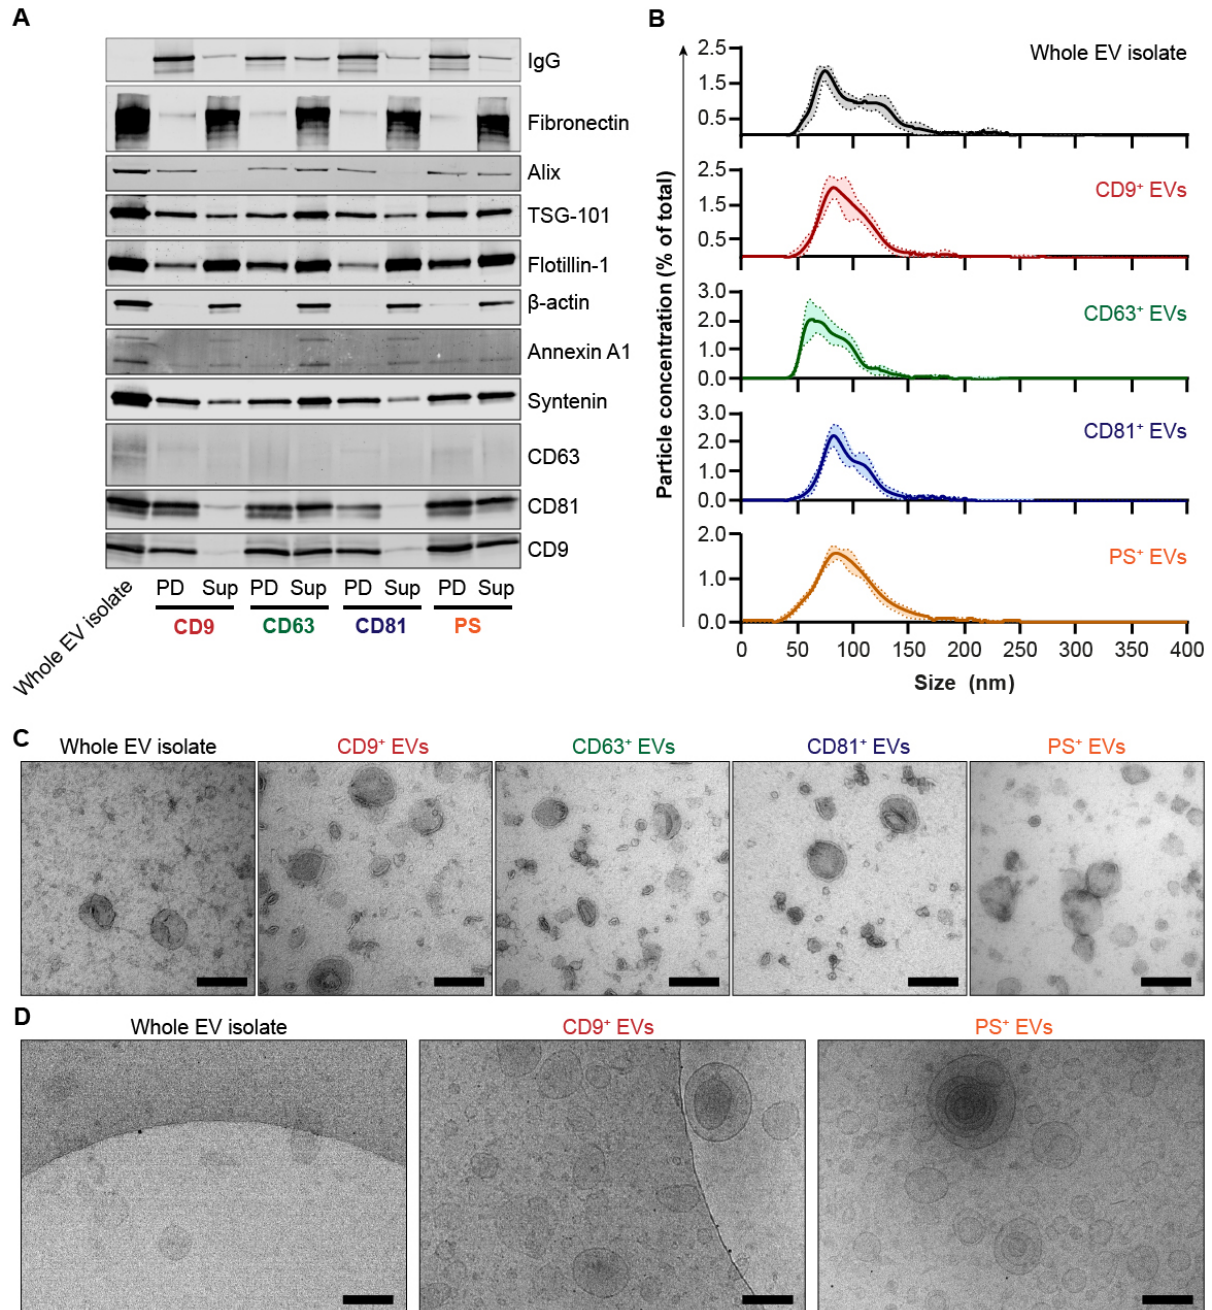 A
IgG
Fibronectin
Alix
TSG-101
Flotillin-1
β-actin
Annexin A1
Syntenin
CD63
CD81
CD9
Whole EV isolate
PD Sup PD Sup PD Sup PD Sup
CD9 CD63 CD81 PS
B
Particle concentration (% of total)
2.5
1.5
0.5
Whole EV isolate
2.5
1.5
0.5
CD9⁺ EVs
3.0
2.0
1.0
0.0
CD63⁺ EVs
3.0
2.0
1.0
0.0
CD81⁺ EVs
2.0
1.0
0.0
PS⁺ EVs
0 50 100 150 200 250 300 350 400
Size (nm)
C
Whole EV isolate CD9⁺ EVs CD63⁺ EVs CD81⁺ EVs PS⁺ EVs
D
Whole EV isolate CD9⁺ EVs PS⁺ EVs